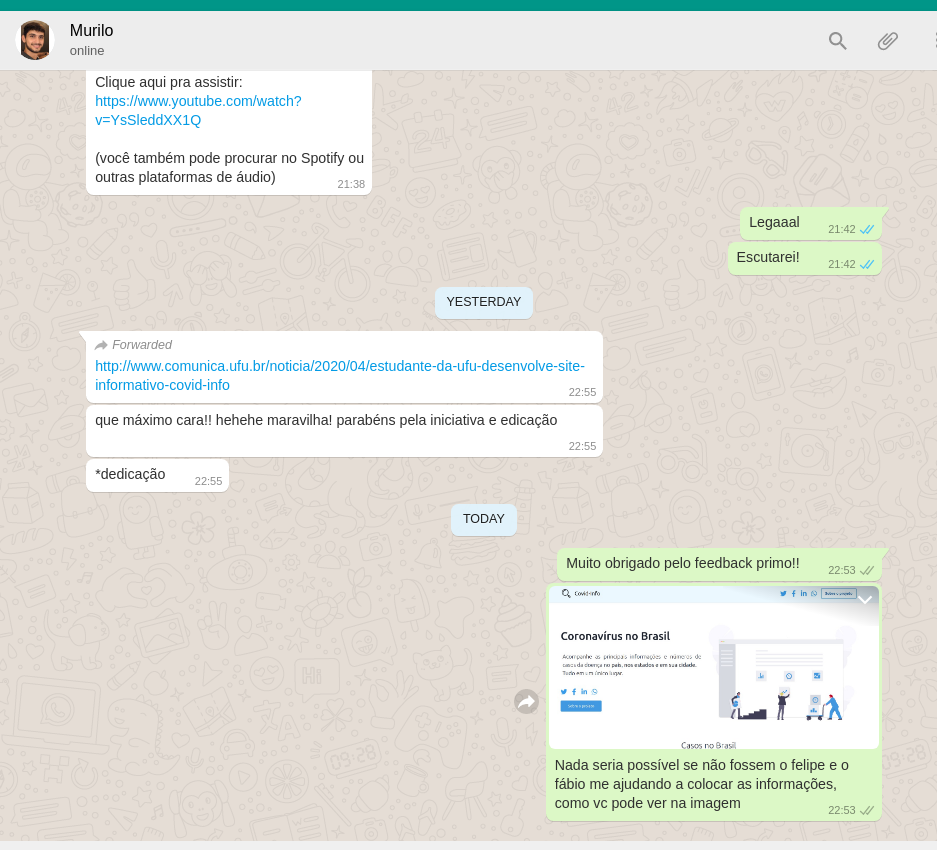 Murilo
online
Clique aqui pra assistir:
https://www.youtube.com/watch?
v=YsSleddXX1Q
(você também pode procurar no Spotify ou
outras plataformas de áudio)
21:38
Legaaal
21:42
Escutarei!
21:42
YESTERDAY
Forwarded
http://www.comunica.ufu.br/noticia/2020/04/estudante-da-ufu-desenvolve-site-
informativo-covid-info
22:55
que máximo cara!! hehehe maravilha! parabéns pela iniciativa e edicação
22:55
*dedicação
22:55
TODAY
Muito obrigado pelo feedback primo!!
22:53
Covid-Info
Sobre o projeto
Coronavírus no Brasil
Acompanhe as principais informações e números de
casos da doença no país, nos estados e em sua cidade.
Tudo em um único lugar.
Sobre o projeto
Casos no Brasil
Nada seria possível se não fossem o felipe e o
fábio me ajudando a colocar as informações,
como vc pode ver na imagem
22:53